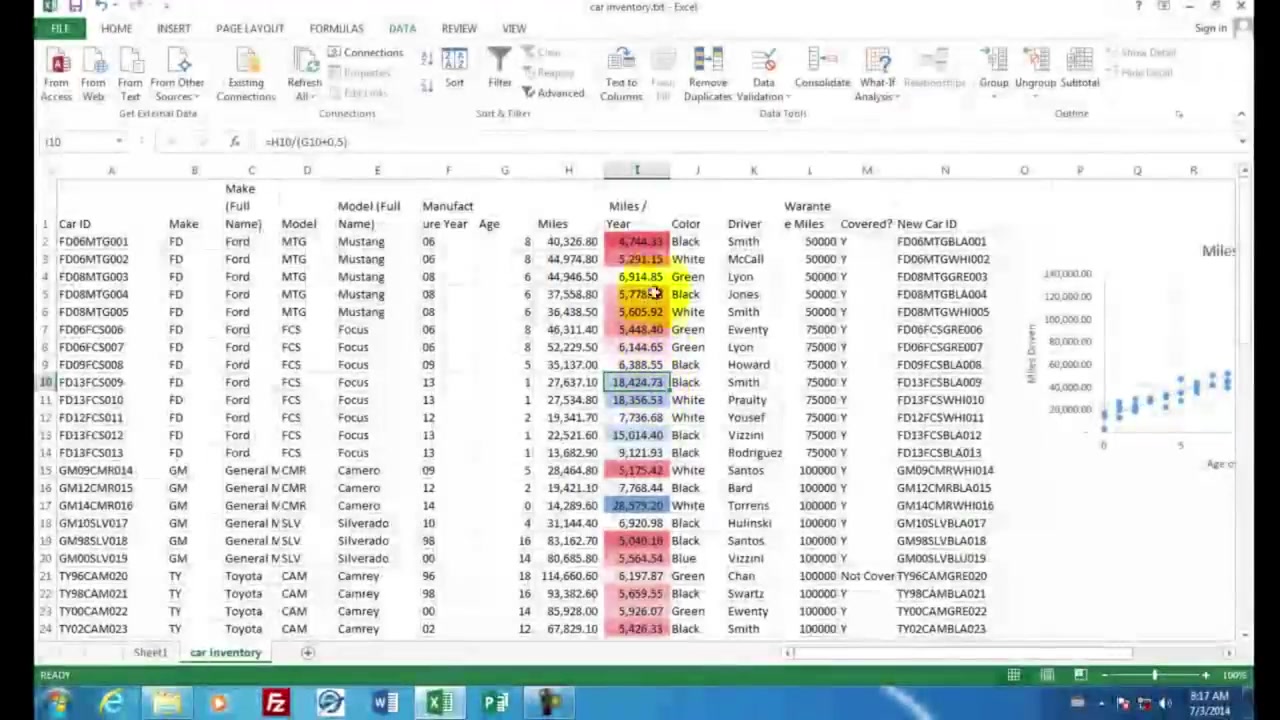 car inventory.txt - Excel
Sign in
FILE HOME INSERT PAGE LAYOUT FORMULAS DATA REVIEW VIEW
From Access From Web From Text From Other Sources Existing Connections Refresh All Connections Properties Edit Links Sort Filter Clear Reapply Advanced Text to Columns Flash Fill Remove Duplicates Data Validation Consolidate What-If Analysis Relationships Group Ungroup Subtotal Show Detail Hide Detail
Get External Data Connections Sort & Filter Data Tools Outline
I10 fx =H10/(G10+0.5)
A B C D E F G H I J K L M N O P Q R
1 Car ID Make Make (Full Name) Model Model (Full Name) Manufacture Year Age Miles Miles / Year Color Driver Warantee Miles Covered? New Car ID
2 FD06MTG001 FD Ford MTG Mustang 06 8 40,326.80 4,744.33 Black Smith 50000 Y FD06MTGBLA001
3 FD06MTG002 FD Ford MTG Mustang 06 8 44,974.80 5,291.15 White McCall 50000 Y FD06MTGWHI002
4 FD08MTG003 FD Ford MTG Mustang 08 6 44,946.50 6,914.85 Green Lyon 50000 Y FD08MTGGRE003
5 FD08MTG004 FD Ford MTG Mustang 08 6 37,558.80 Black Jones 50000 Y FD08MTGBLA004
6 FD08MTG005 FD Ford MTG Mustang 08 6 36,438.50 5,605.92 White Smith 50000 Y FD08MTGWHI005
7 FD06FCS006 FD Ford FCS Focus 06 8 46,311.40 5,448.40 Green Ewenty 75000 Y FD06FCSGRE006
8 FD06FCS007 FD Ford FCS Focus 06 8 52,229.50 6,144.65 Green Lyon 75000 Y FD06FCSGRE007
9 FD09FCS008 FD Ford FCS Focus 09 5 35,137.00 6,388.55 Black Howard 75000 Y FD09FCSBLA008
10 FD13FCS009 FD Ford FCS Focus 13 1 27,637.10 18,424.73 Black Smith 75000 Y FD13FCSBLA009
11 FD13FCS010 FD Ford FCS Focus 13 1 27,534.80 18,356.53 White Praulty 75000 Y FD13FCSWHI010
12 FD12FCS011 FD Ford FCS Focus 12 2 19,341.70 7,736.68 White Yousef 75000 Y FD12FCSWHI011
13 FD13FCS012 FD Ford FCS Focus 13 1 22,521.60 15,014.40 Black Vizzini 75000 Y FD13FCSBLA012
14 FD13FCS013 FD Ford FCS Focus 13 1 13,682.90 9,121.93 Black Rodriguez 75000 Y FD13FCSBLA013
15 GM09CMR014 GM General M CMR Camero 09 5 28,464.80 5,175.42 White Santos 100000 Y GM09CMRWHI014
16 GM12CMR015 GM General M CMR Camero 12 2 19,421.10 7,768.44 Black Bard 100000 Y GM12CMRBLA015
17 GM14CMR016 GM General M CMR Camero 14 0 14,289.60 28,579.20 White Torrens 100000 Y GM14CMRWHI016
18 GM10SLV017 GM General M SLV Silverado 10 4 31,144.40 6,920.98 Black Hulinski 100000 Y GM10SLVBLA017
19 GM98SLV018 GM General M SLV Silverado 98 16 83,162.70 5,040.16 Black Santos 100000 Y GM98SLVBLA018
20 GM00SLV019 GM General M SLV Silverado 00 14 80,685.80 5,564.54 Blue Vizzini 100000 Y GM00SLVBLU019
21 TY96CAM020 TY Toyota CAM Camrey 96 18 114,660.60 6,197.87 Green Chan 100000 Not Cover TY96CAMGRE020
22 TY98CAM021 TY Toyota CAM Camrey 98 16 93,382.60 5,659.55 Black Swartz 100000 Y TY98CAMBLA021
23 TY00CAM022 TY Toyota CAM Camrey 00 14 85,928.00 5,926.07 Green Ewenty 100000 Y TY00CAMGRE022
24 TY02CAM023 TY Toyota CAM Camrey 02 12 67,829.10 5,426.33 Black Smith 100000 Y TY02CAMBLA023
Miles
140,000.00
120,000.00
100,000.00
80,000.00
60,000.00
40,000.00
20,000.00
-
0 5
Miles Driven
Age o
Sheet1 car inventory
READY 100%
8:17 AM
7/3/2014